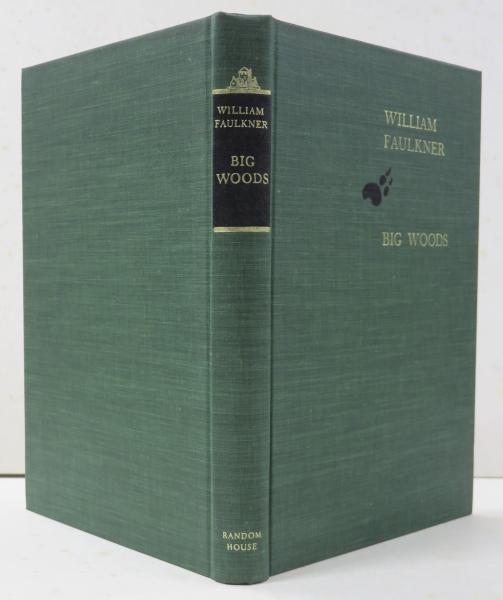 WILLIAM
FAULKNER
BIG
WOODS
RANDOM
HOUSE
WILLIAM
FAULKNER
BIG WOODS